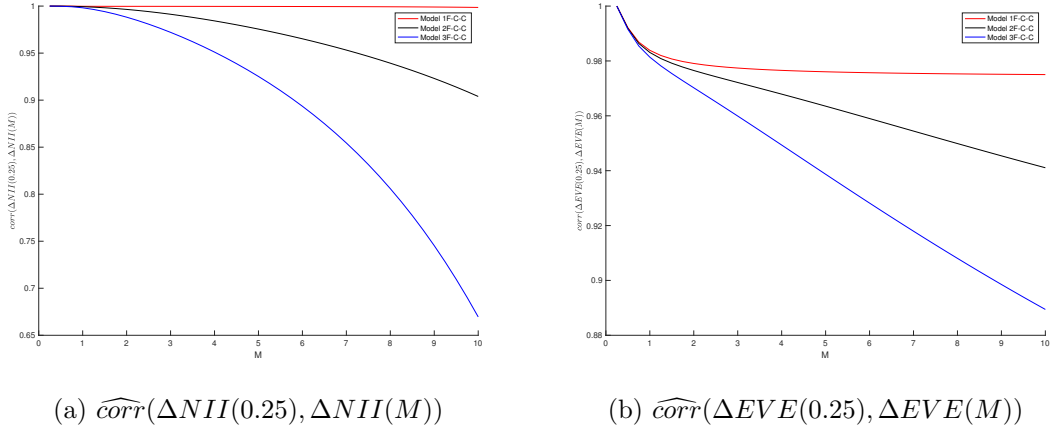 1
0.95
0.9
0.85
0.8
0.75
0.7
0.65
0 1 2 3 4 5 6 7 8 9 10
M
corr(ΔNII(0.25), ΔNII(M))
Model 1F-C-C
Model 2F-C-C
Model 3F-C-C
(a) \widehat{corr}(ΔNII(0.25), ΔNII(M))
1
0.98
0.96
0.94
0.92
0.9
0.88
0 1 2 3 4 5 6 7 8 9 10
M
corr(ΔEVE(0.25), ΔEVE(M))
Model 1F-C-C
Model 2F-C-C
Model 3F-C-C
(b) \widehat{corr}(ΔEVE(0.25), ΔEVE(M))